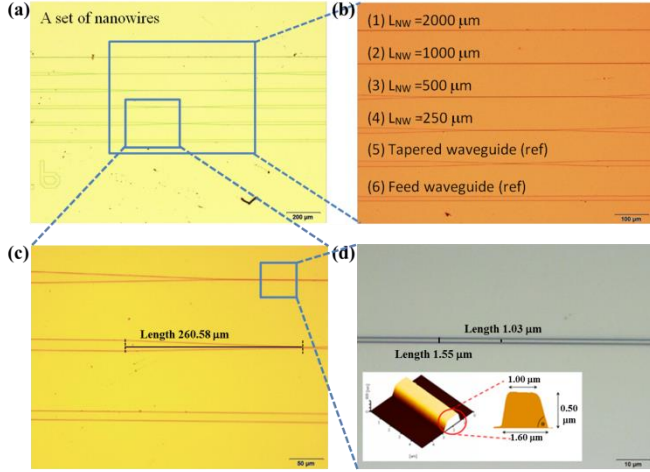 (a)
A set of nanowires
6
200 μm
(b)
(1) L_NW =2000 μm
(2) L_NW =1000 μm
(3) L_NW =500 μm
(4) L_NW =250 μm
(5) Tapered waveguide (ref)
(6) Feed waveguide (ref)
100 μm
(c)
Length 260.58 μm
50 μm
(d)
Length 1.03 μm
Length 1.55 μm
1.00 μm
0.50
μm
1.60 μm
10 μm